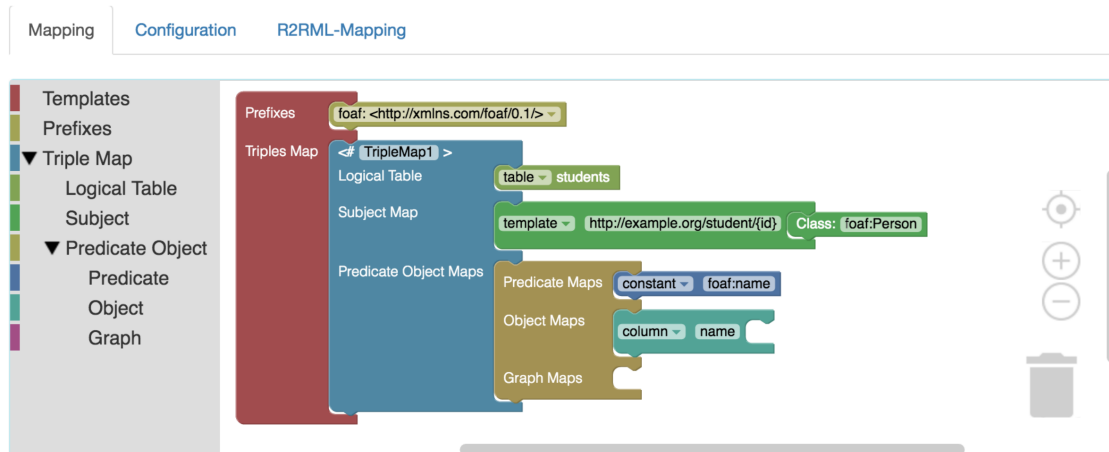 Mapping Configuration R2RML-Mapping
Templates
Prefixes
Triple Map
Logical Table
Subject
Predicate Object
Predicate
Object
Graph
Prefixes foaf: <http://xmlns.com/foaf/0.1/>
Triples Map <# TripleMap1 >
Logical Table table students
Subject Map template http://example.org/student/{id} Class: foaf:Person
Predicate Object Maps Predicate Maps constant foaf:name
Object Maps column name
Graph Maps